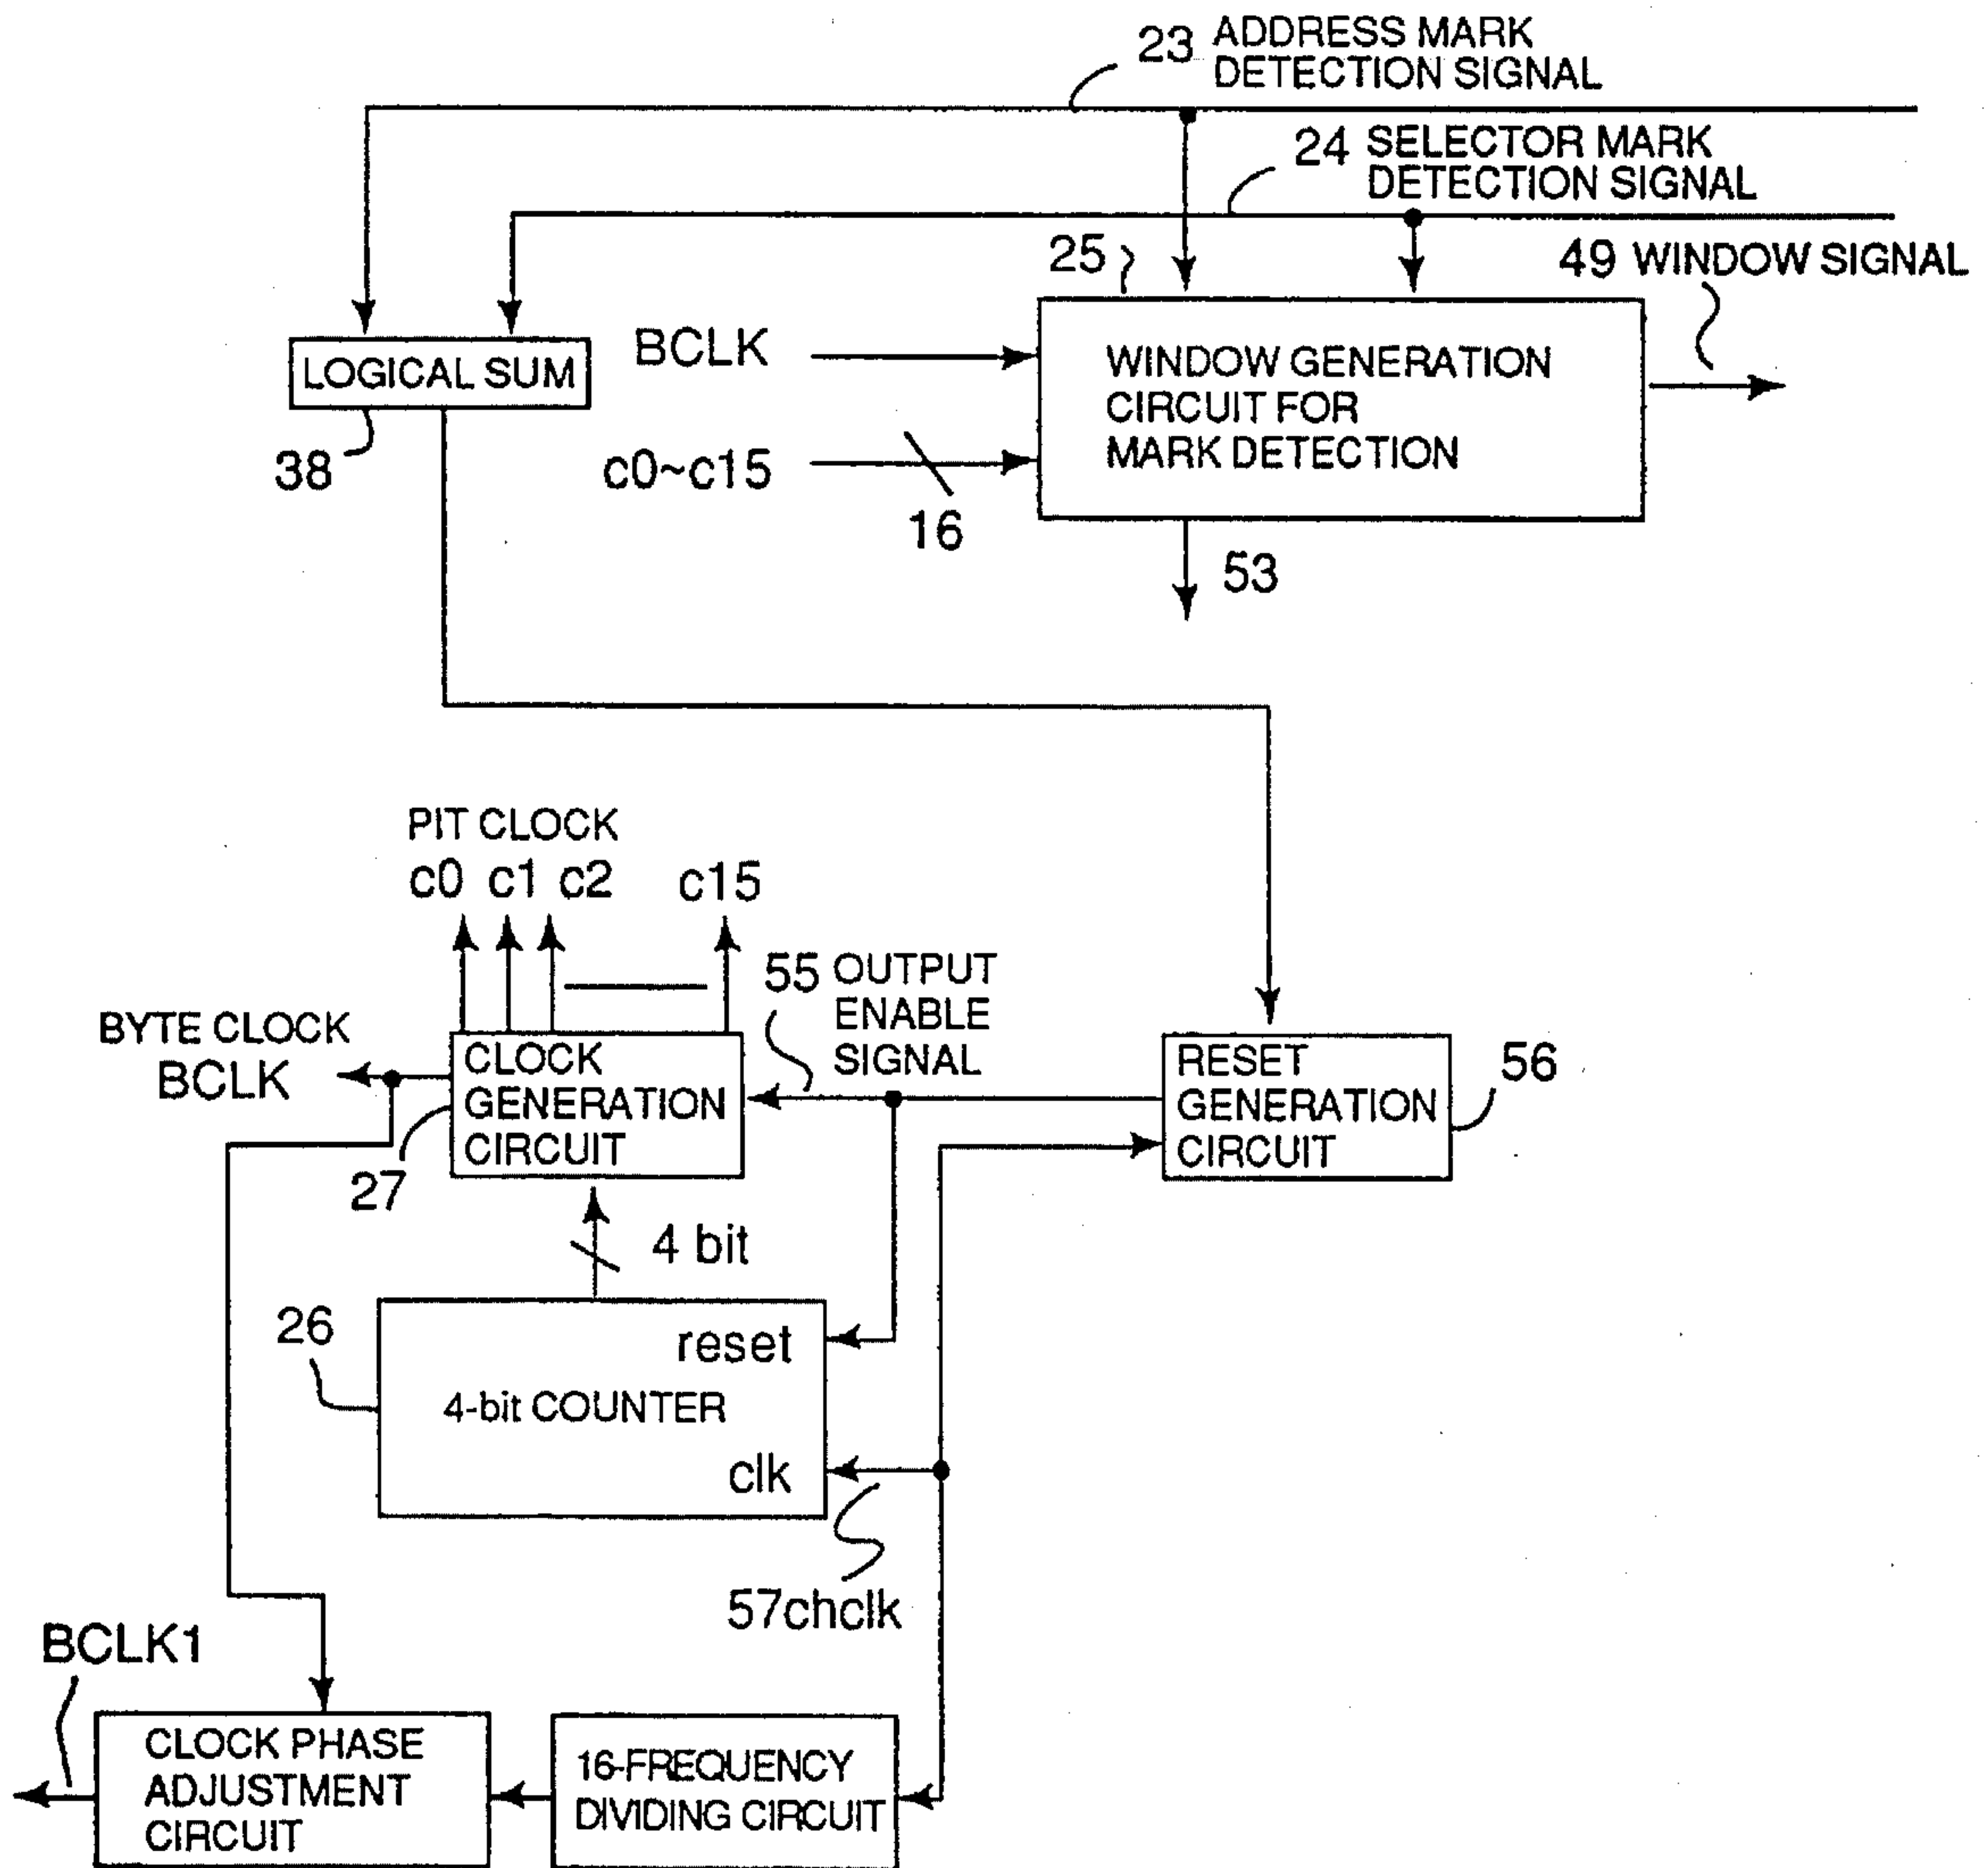 23 ADDRESS MARK
DETECTION SIGNAL
24 SELECTOR MARK
DETECTION SIGNAL
25
49 WINDOW SIGNAL
LOGICAL SUM
38
BCLK
c0~c15
16
WINDOW GENERATION
CIRCUIT FOR
MARK DETECTION
53
PIT CLOCK
c0 c1 c2 c15
BYTE CLOCK
BCLK
CLOCK
GENERATION
CIRCUIT
27
55 OUTPUT
ENABLE
SIGNAL
RESET
GENERATION
CIRCUIT
56
4 bit
26
reset
4-bit COUNTER
clk
57chclk
BCLK1
CLOCK PHASE
ADJUSTMENT
CIRCUIT
16-FREQUENCY
DIVIDING CIRCUIT